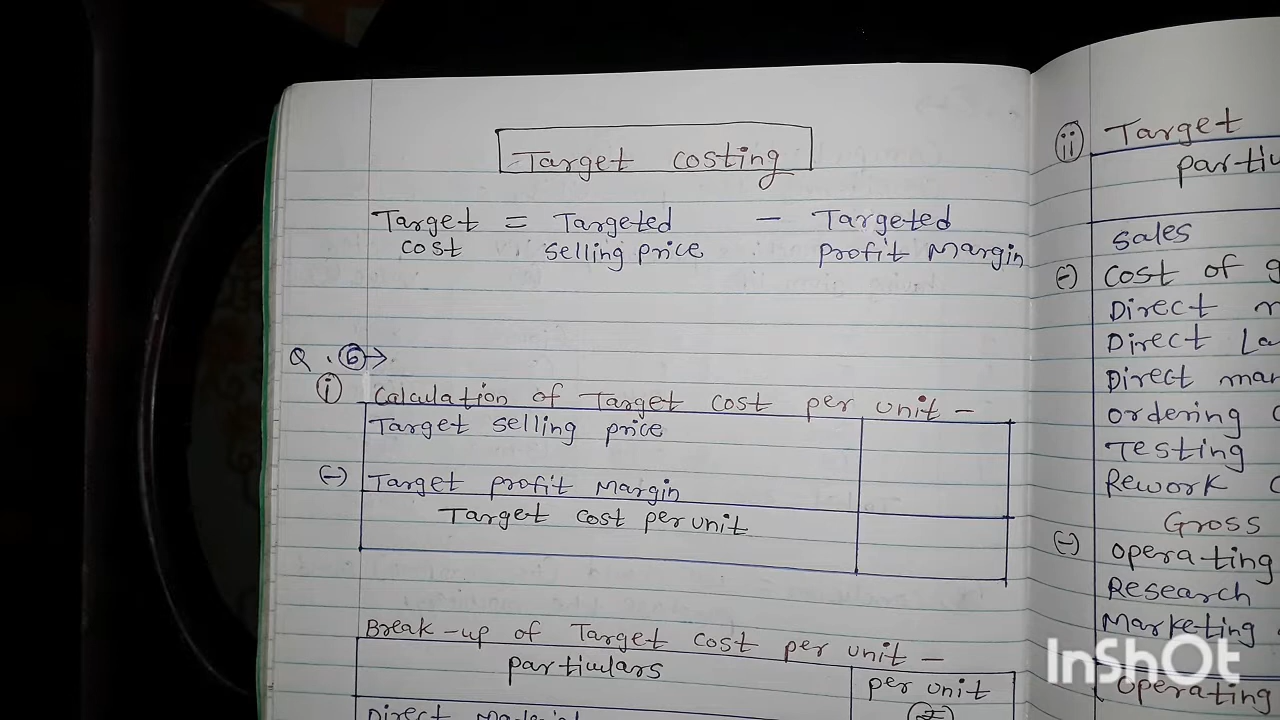 Target costing
Target = Targeted - Targeted
cost selling price profit Margin
Q. 6 →
i Calculation of Target cost per unit -
Target selling price
(-) Target profit Margin
Target cost per unit
Break-up of Target cost per unit -
particulars per unit
(₹)
Direct Material
ii Target
Sales
(-) cost of
Direct
Direct
Direct
ordering
Testing
Rework
Gross
(-) operating
Research
Marketing
operating
InShOt